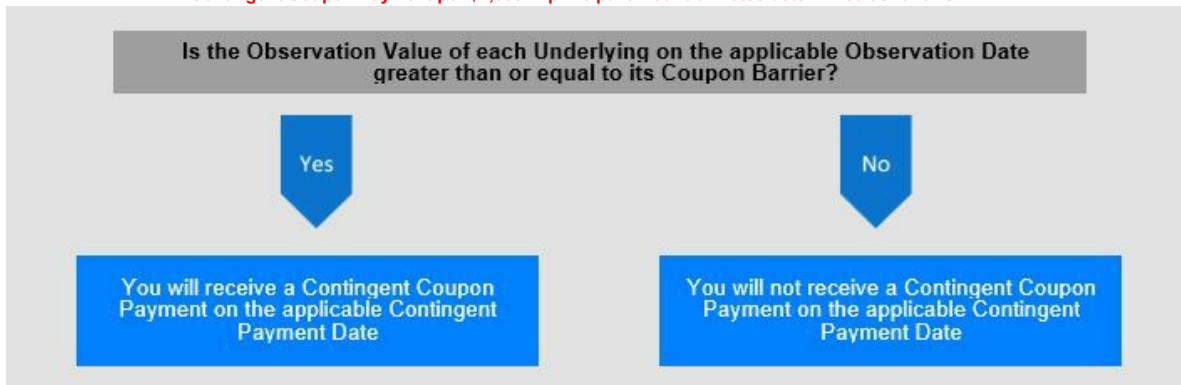 Is the Observation Value of each Underlying on the applicable Observation Date
greater than or equal to its Coupon Barrier?
Yes
No
You will receive a Contingent Coupon
Payment on the applicable Contingent
Payment Date
You will not receive a Contingent Coupon
Payment on the applicable Contingent
Payment Date